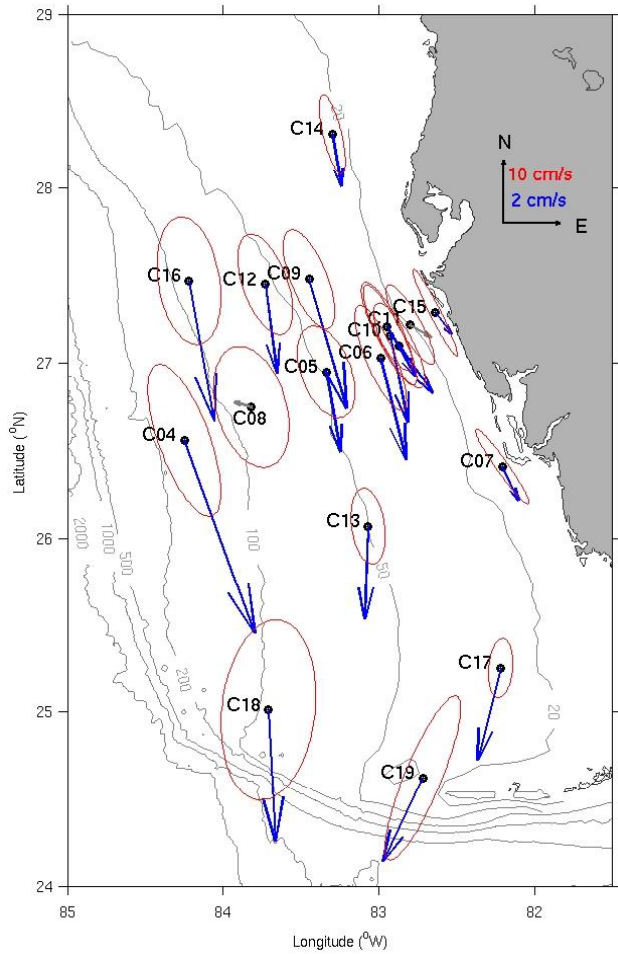 29
28
27
26
25
24
85
84
83
82
Latitude (°N)
Longitude (°W)
N
E
10 cm/s
2 cm/s
C14
C16
C12
C09
C15
C10
C06
C05
C08
C04
C07
C13
C17
C18
C19
20
20
50
100
200
200
500
1000
2000